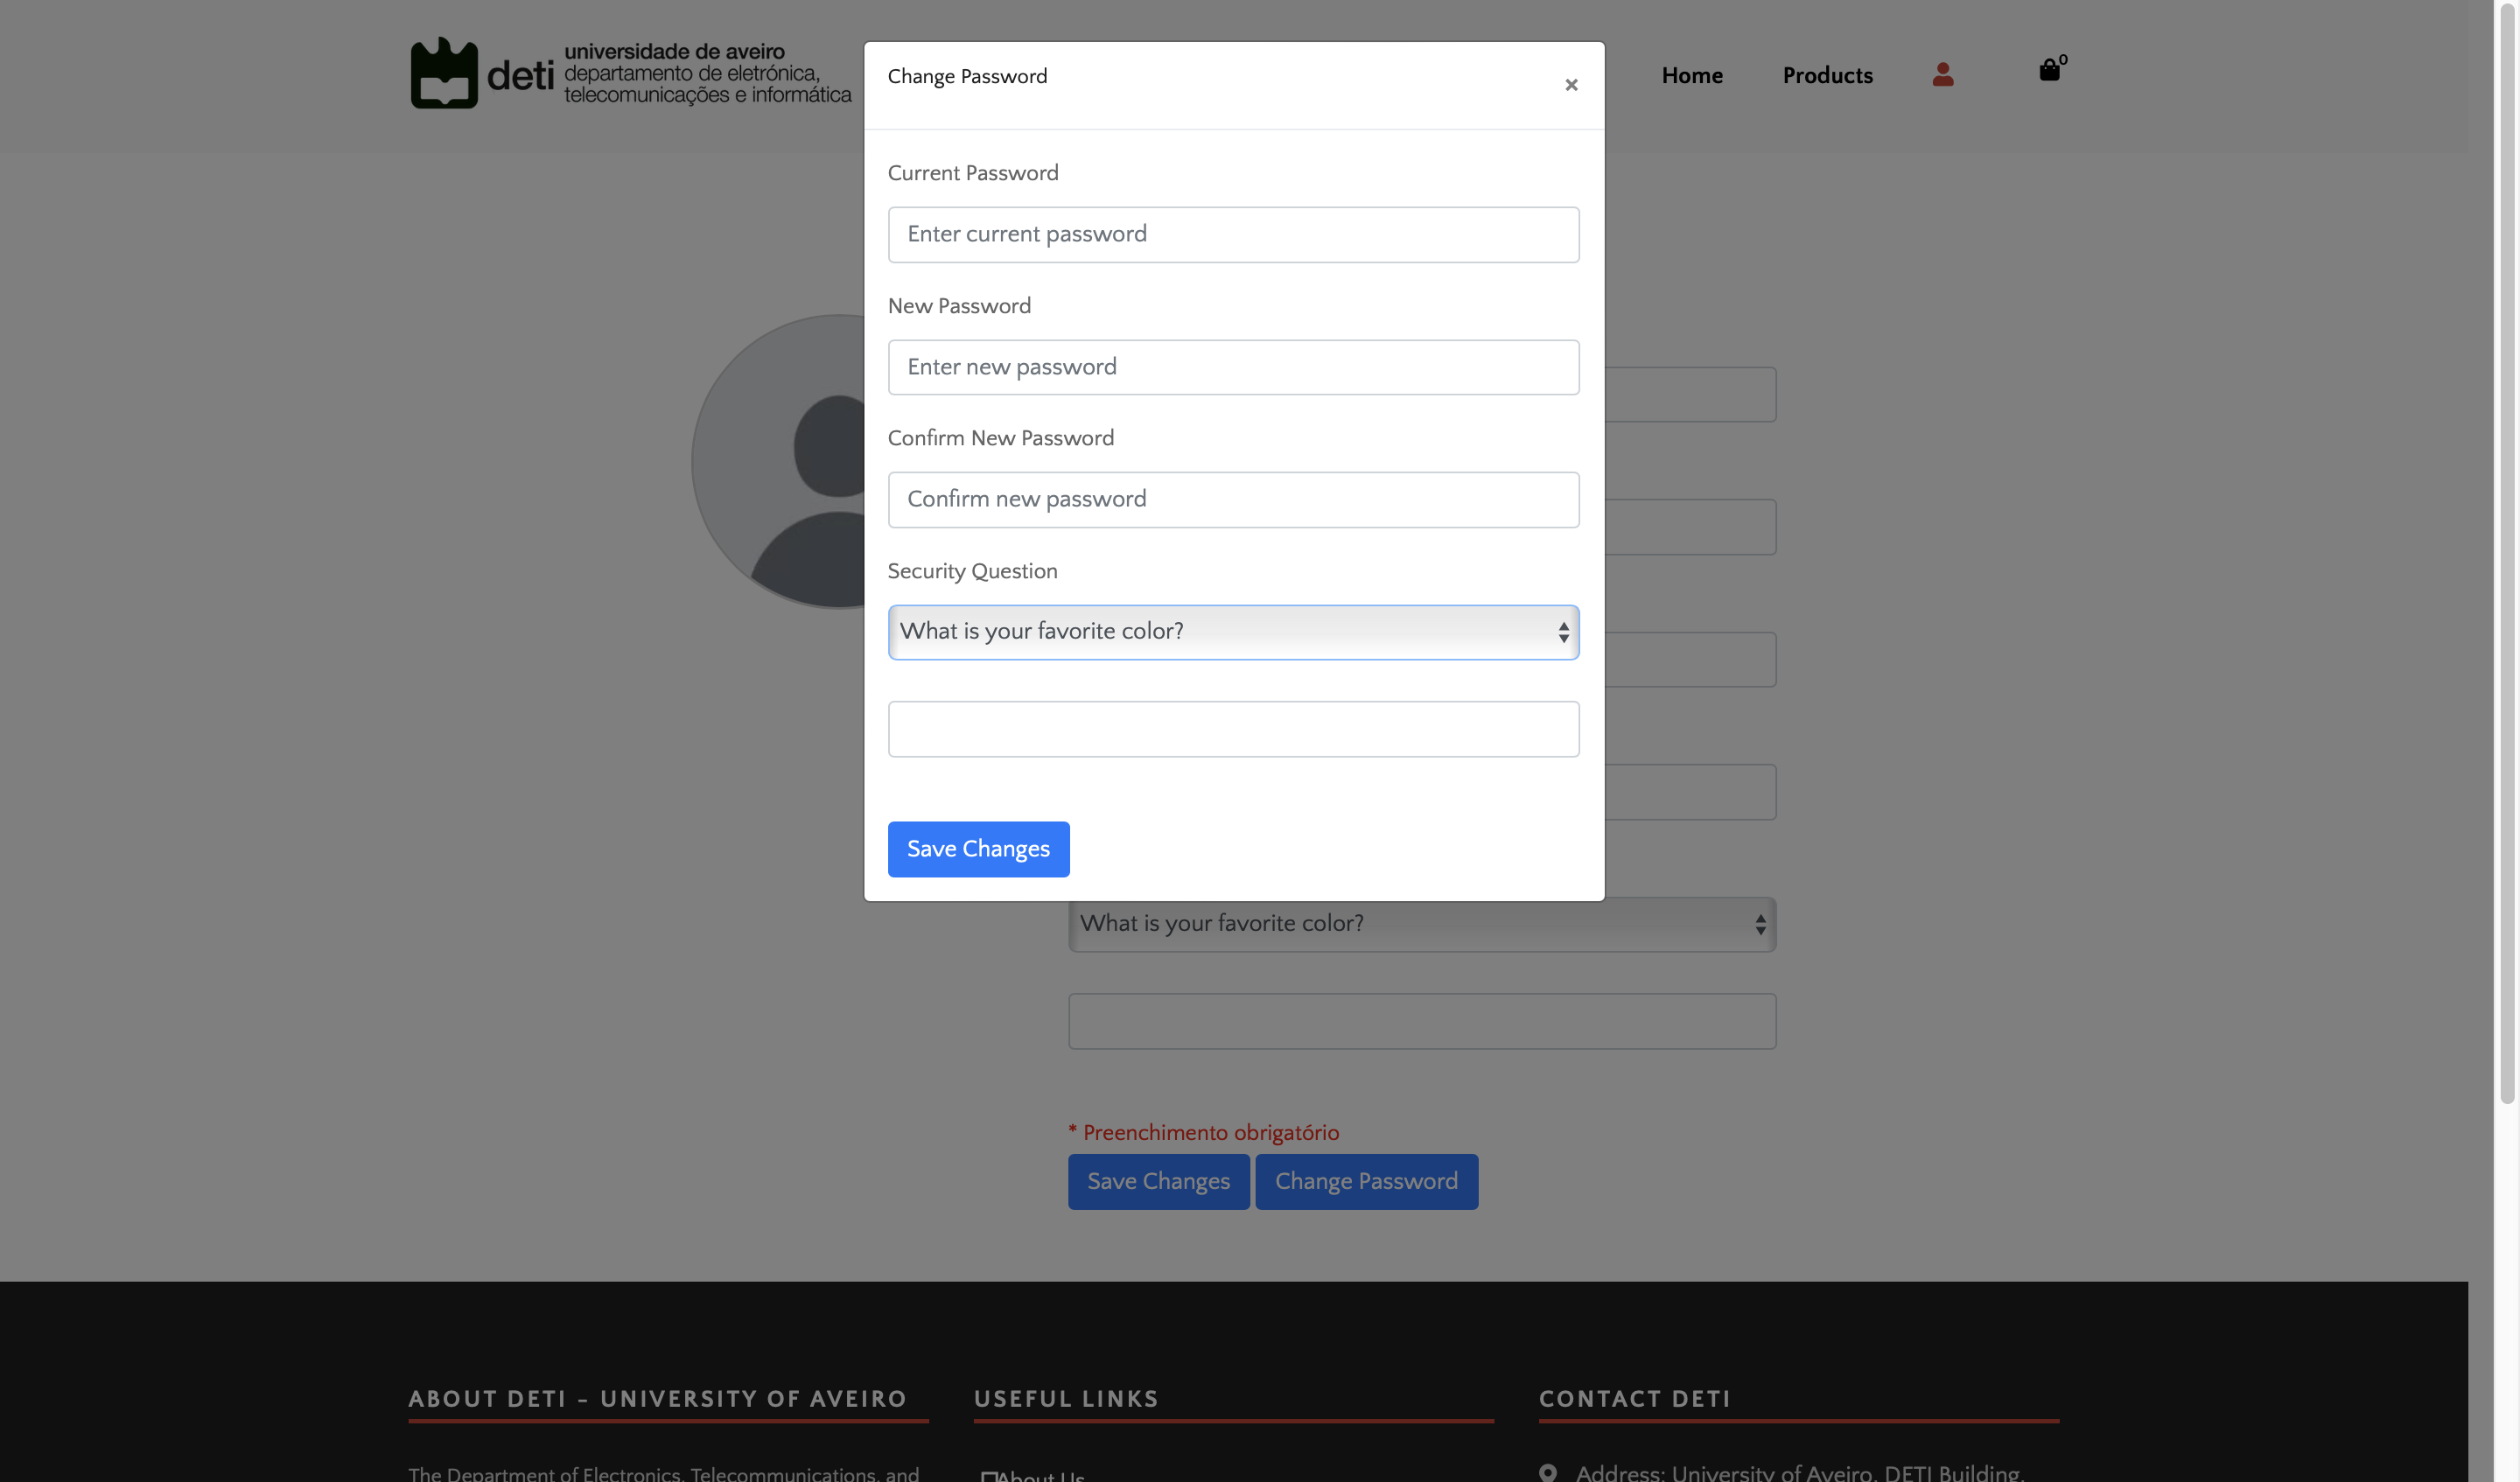 deti
universidade de aveiro
departamento de eletrónica,
telecomunicações e informática
Home
Products
0
Change Password
×
Current Password
Enter current password
New Password
Enter new password
Confirm New Password
Confirm new password
Security Question
What is your favorite color?
Save Changes
What is your favorite color?
* Preenchimento obrigatório
Save Changes
Change Password
ABOUT DETI – UNIVERSITY OF AVEIRO
The Department of Electronics, Telecommunications, and
USEFUL LINKS
About Us
CONTACT DETI
Address: University of Aveiro, DETI Building,